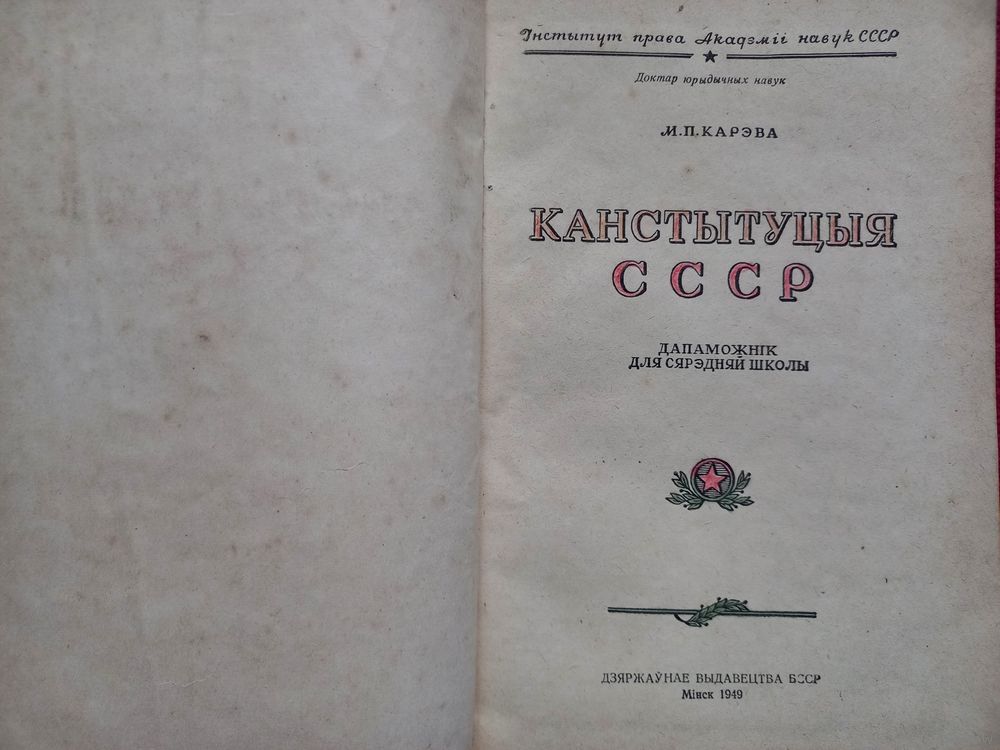 Інстытут права Акадэміі навук СССР
Доктар юрыдычных навук
М.П.КАРЭВА
КАНСТЫТУЦЫЯ
СССР
ДАПАМОЖНІК
ДЛЯ СЯРЭДНЯЙ ШКОЛЫ
ДЗЯРЖАЎНАЕ ВЫДАВЕЦТВА БССР
Мінск 1949